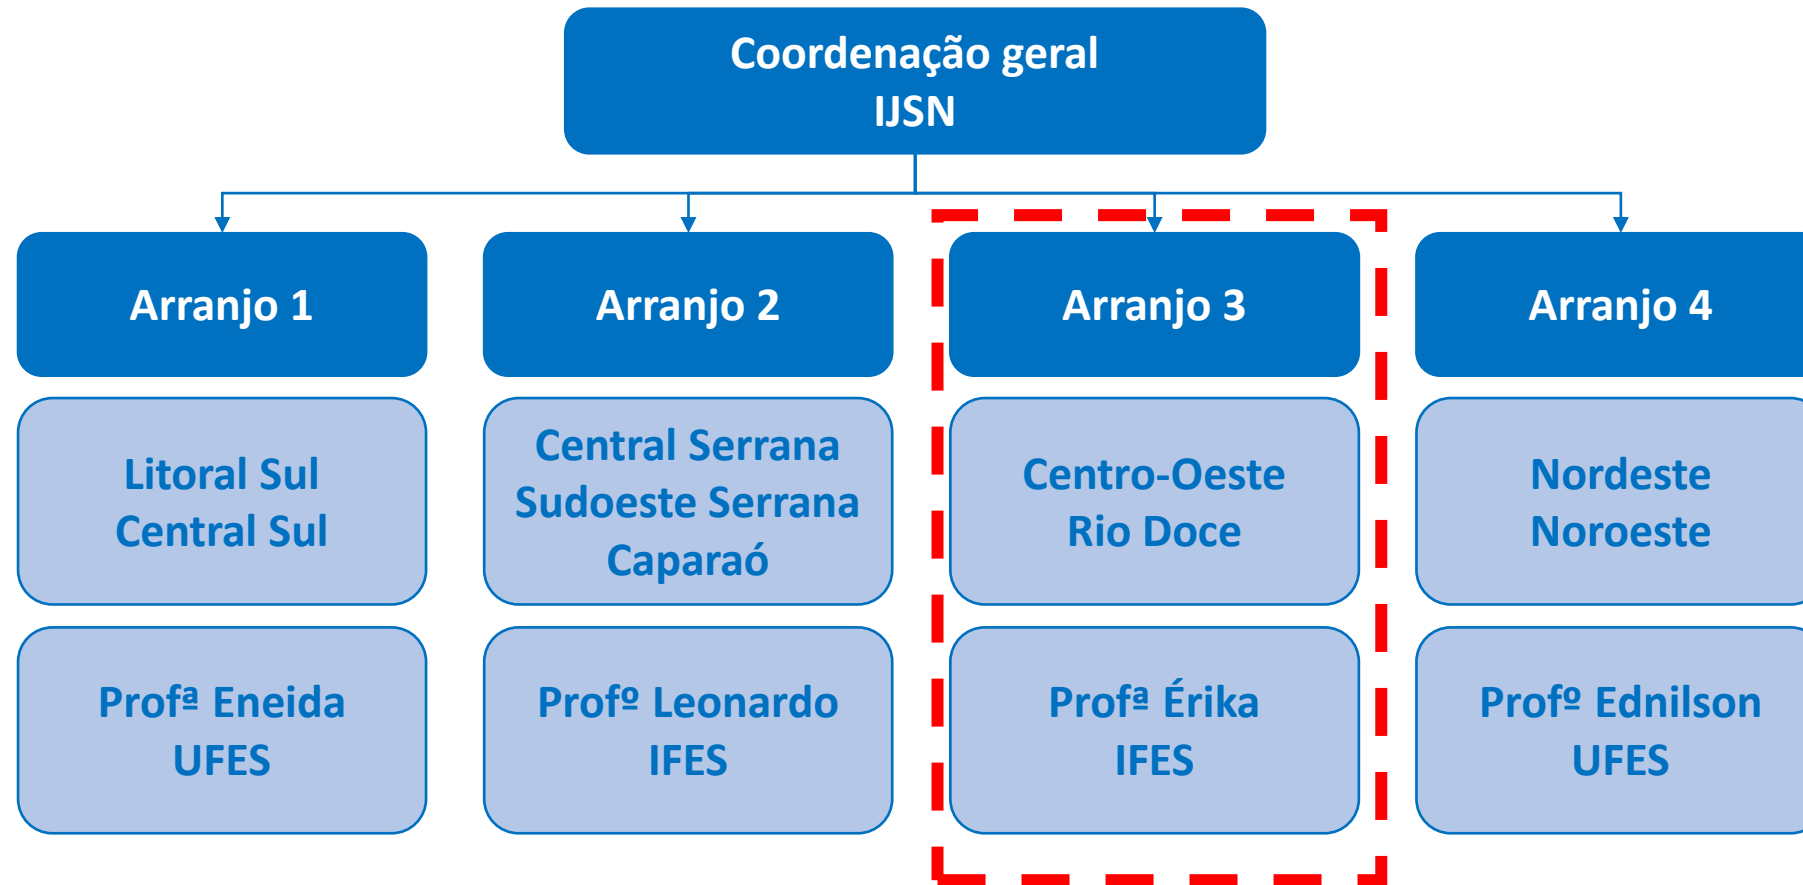 Coordenação geral
IJSN
Arranjo 1
Arranjo 2
Arranjo 3
Arranjo 4
Litoral Sul
Central Sul
Central Serrana
Sudoeste Serrana
Caparaó
Centro-Oeste
Rio Doce
Nordeste
Noroeste
Profª Eneida
UFES
Profº Leonardo
IFES
Profª Érika
IFES
Profº Ednilson
UFES